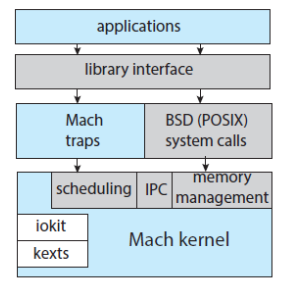 applications
library interface
Mach
traps
BSD (POSIX)
system calls
scheduling
IPC
memory
management
iokit
kexts
Mach kernel